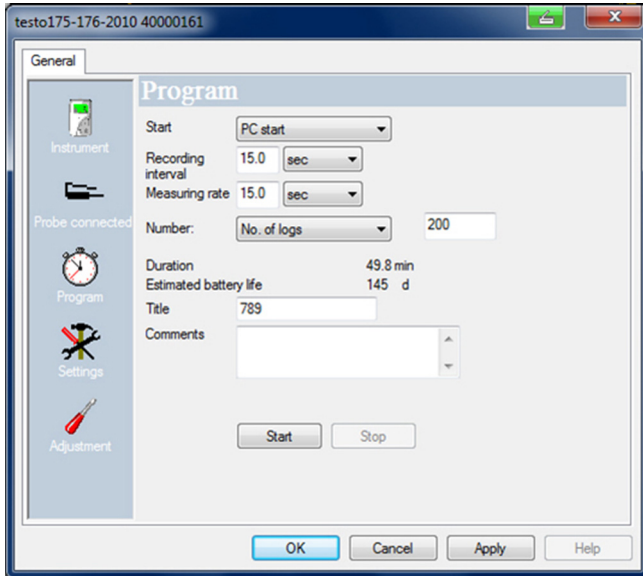 testo175-176-2010 40000161
General
Instrument
Probe connected
Program
Settings
Adjustment
Program
Start PC start
Recording interval 15.0 sec
Measuring rate 15.0 sec
Number: No. of logs 200
Duration 49.8 min
Estimated battery life 145 d
Title 789
Comments
Start Stop
OK Cancel Apply Help